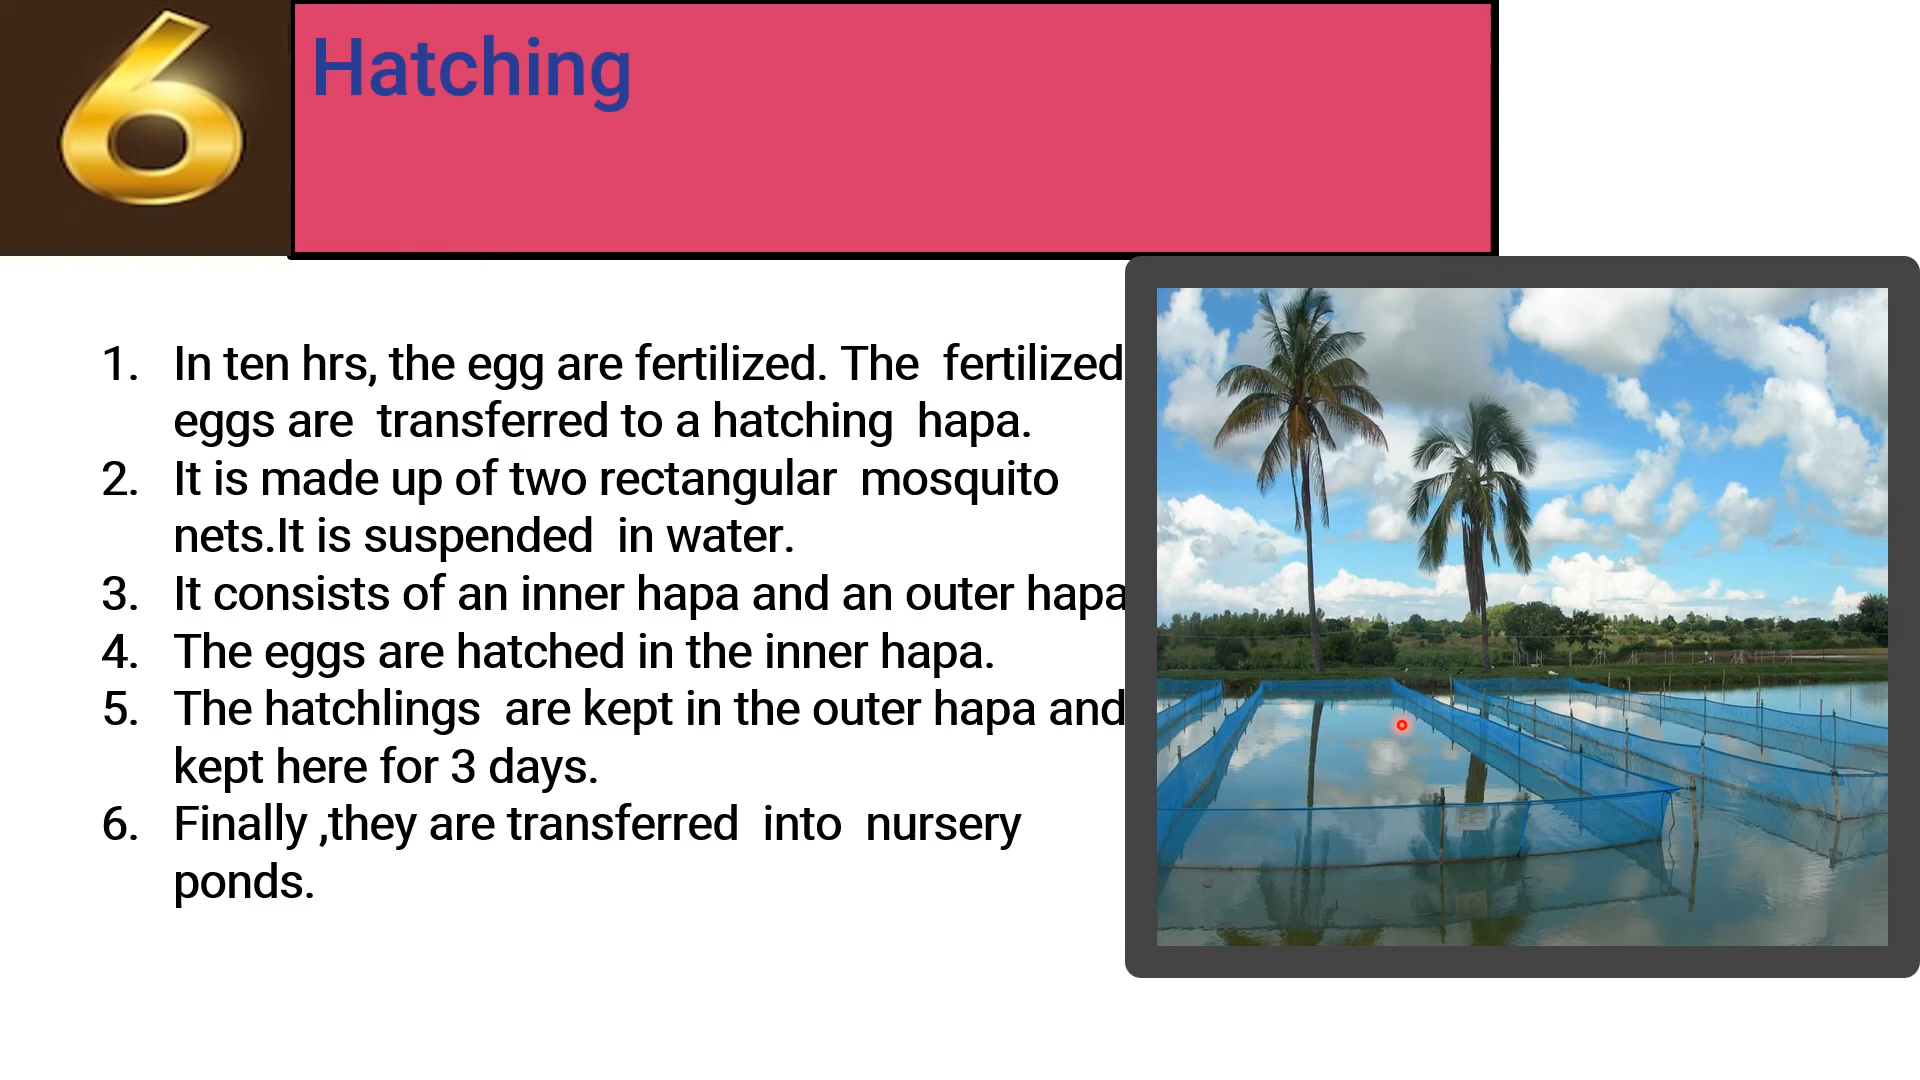 6
Hatching
1. In ten hrs, the egg are fertilized. The fertilized
eggs are transferred to a hatching hapa.
2. It is made up of two rectangular mosquito
nets.It is suspended in water.
3. It consists of an inner hapa and an outer hapa
4. The eggs are hatched in the inner hapa.
5. The hatchlings are kept in the outer hapa and
kept here for 3 days.
6. Finally ,they are transferred into nursery
ponds.